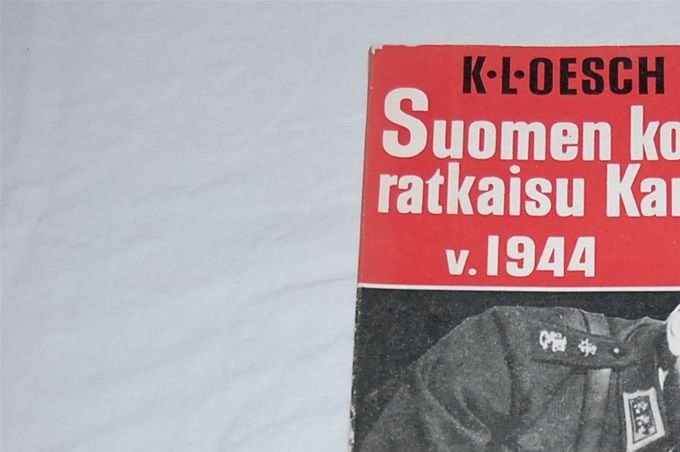 K·L·OESCH
Suomen ko
ratkaisu Kar
v. 1944